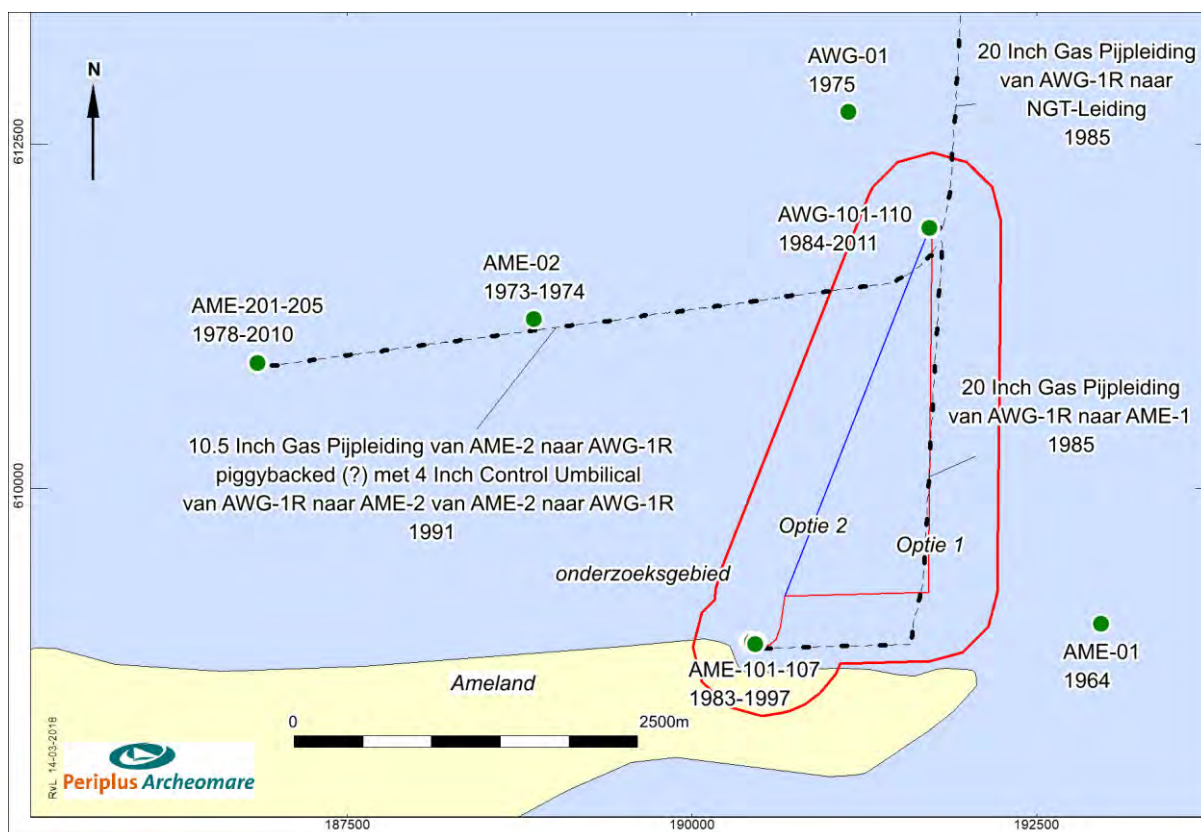 N
612500
610000
AWG-01
1975
20 Inch Gas Pijpleiding
van AWG-1R naar
NGT-Leiding
1985
AWG-101-110
1984-2011
AME-02
1973-1974
AME-201-205
1978-2010
10.5 Inch Gas Pijpleiding van AME-2 naar AWG-1R
piggybacked (?) met 4 Inch Control Umbilical
van AWG-1R naar AME-2 van AME-2 naar AWG-1R
1991
20 Inch Gas Pijpleiding
van AWG-1R naar AME-1
1985
Optie 2
Optie 1
onderzoeksgebied
AME-01
1964
AME-101-107
1983-1997
Ameland
0
2500m
RvL 14-03-2018
Periplus Archeomare
187500
190000
192500